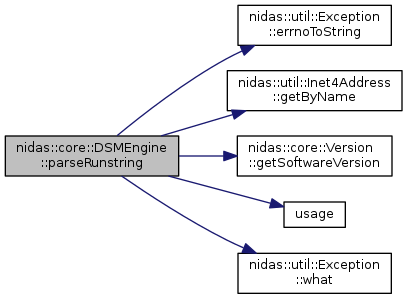 nidas::util::Exception
::errnoToString
nidas::util::Inet4Address
::getByName
nidas::core::DSMEngine
::parseRunstring
nidas::core::Version
::getSoftwareVersion
usage
nidas::util::Exception
::what